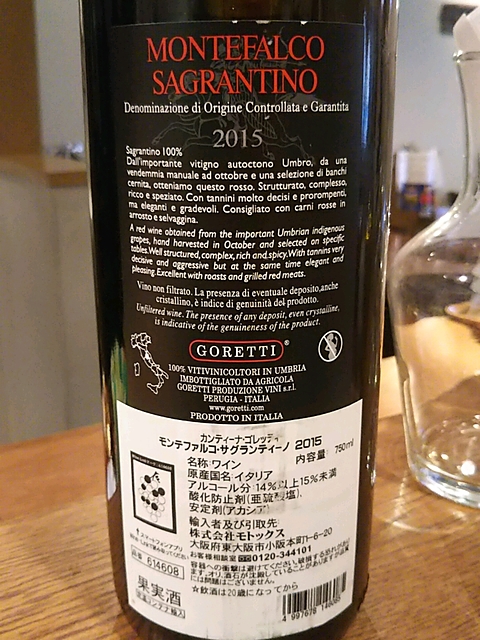 MONTEFALCO
SAGRANTINO
Denominazione di Origine Controllata e Garantita
2015
Sagrantino 100%
Dall'importante vitigno autoctono Umbro, da una
vendemmia manuale ad ottobre e una selezione di banchi
cernita, otteniamo questo rosso. Strutturato, complesso,
ricco e speziato. Con tannini molto decisi e prorompenti,
ma eleganti e gradevoli. Consigliato con carni rosse in
arrosto e selvaggina.
A red wine obtained from the important Umbrian indigenous
grapes, hand harvested in October and selected on specific
tables. Well structured, complex, rich and spicy. With tannins very
decisive and aggressive but at the same time elegant and
pleasing. Excellent with roasts and grilled red meats.
Vino non filtrato. La presenza di eventuale deposito, anche
cristallino, è indice di genuinità del prodotto.
Unfiltered wine. The presence of any deposit, even crystalline,
is indicative of the genuineness of the product.
GORETTI®
100% VITIVINICOLTORI IN UMBRIA
IMBOTTIGLIATO DA AGRICOLA
GORETTI PRODUZIONE VINI s.r.l.
PERUGIA - ITALIA
www.goretti.com
PRODOTTO IN ITALIA
カンティーナ・ゴレッティ
モンテファルコ・サグランティーノ 2015
名称 ワイン 内容量 750ml
原産国名 イタリア
アルコール分 14%以上15%未満
酸化防止剤(亜硫酸塩)、
安定剤(アカシア)
輸入者及び引取先
株式会社モトックス
大阪府東大阪市小阪本町1-6-20
お客様相談室 0120-344101
スマートフォンアプリ
品番 614608
果実酒
☆飲酒は20歳になってから